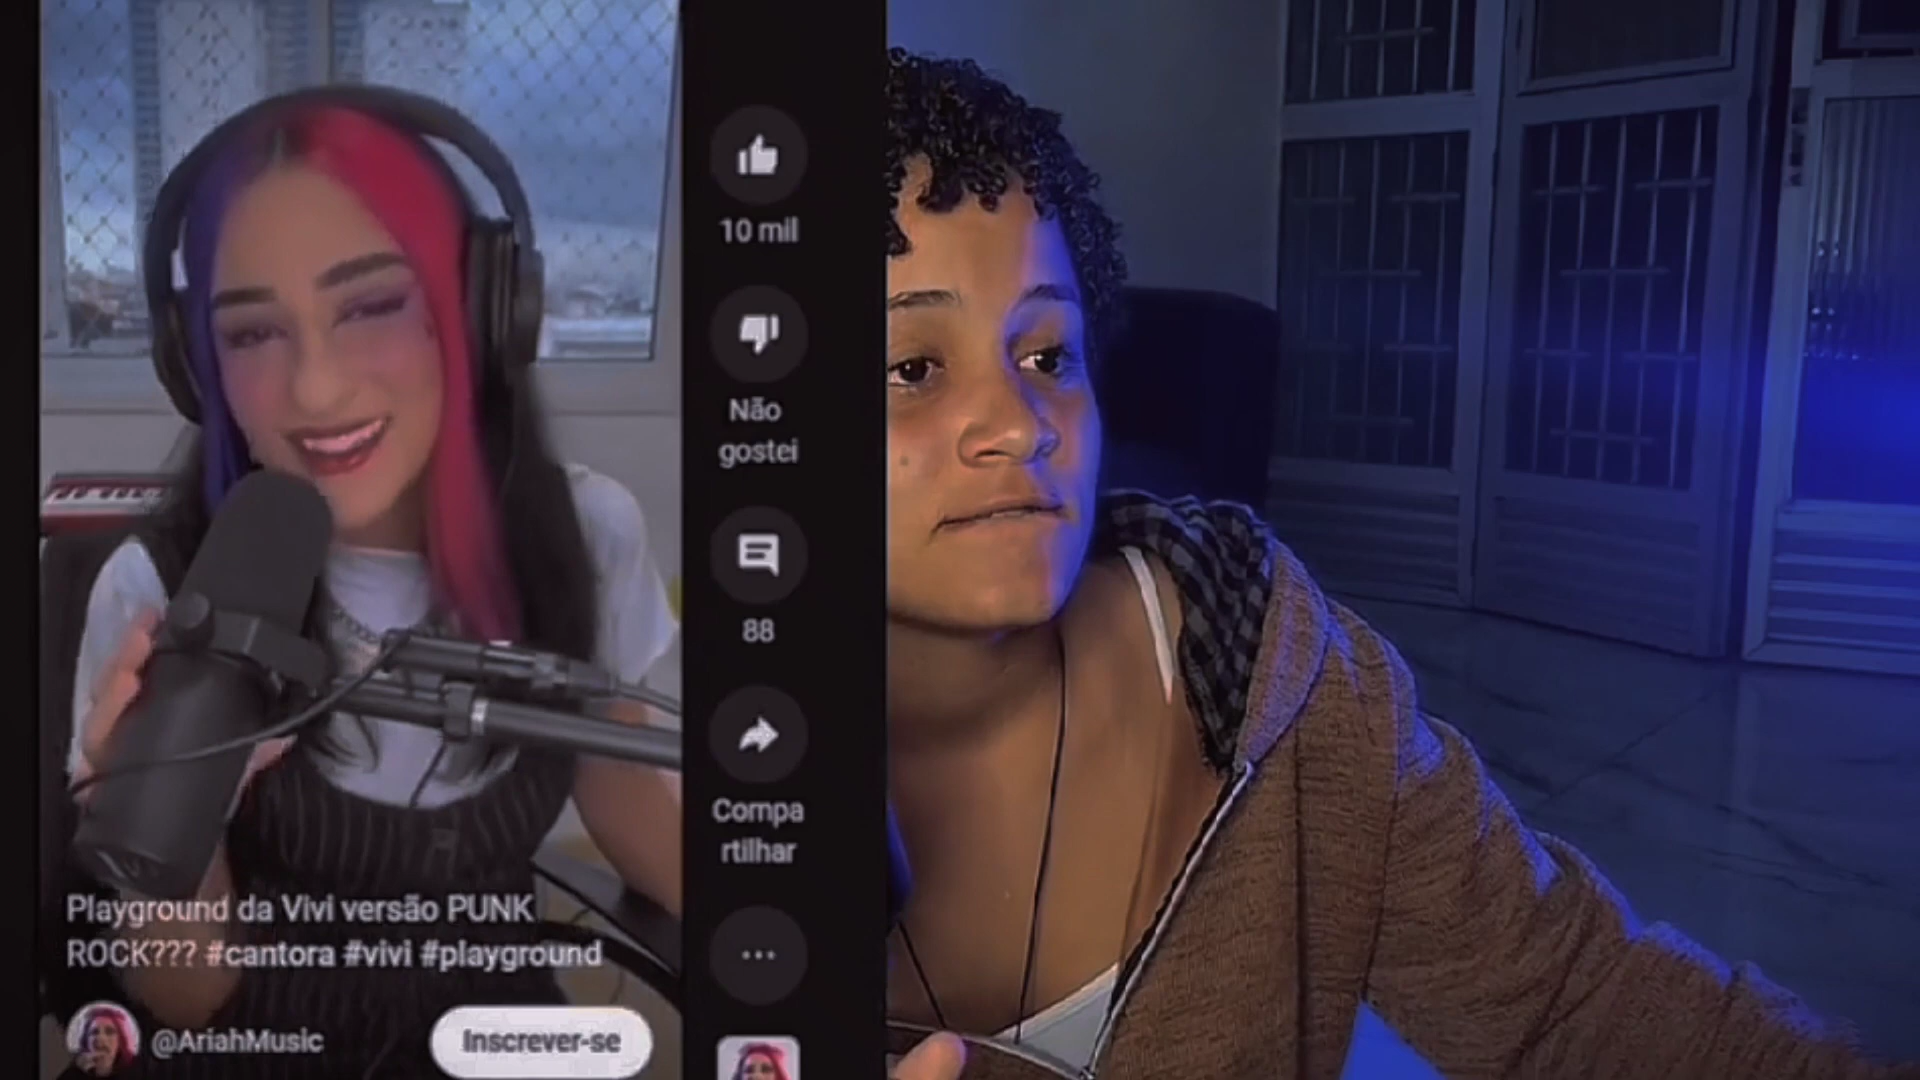 10 mil
Não
gostei
88
Compa
rtilhar
Playground da Vivi versão PUNK
ROCK??? #cantora #vivi #playground
@AriahMusic
Inscrever-se